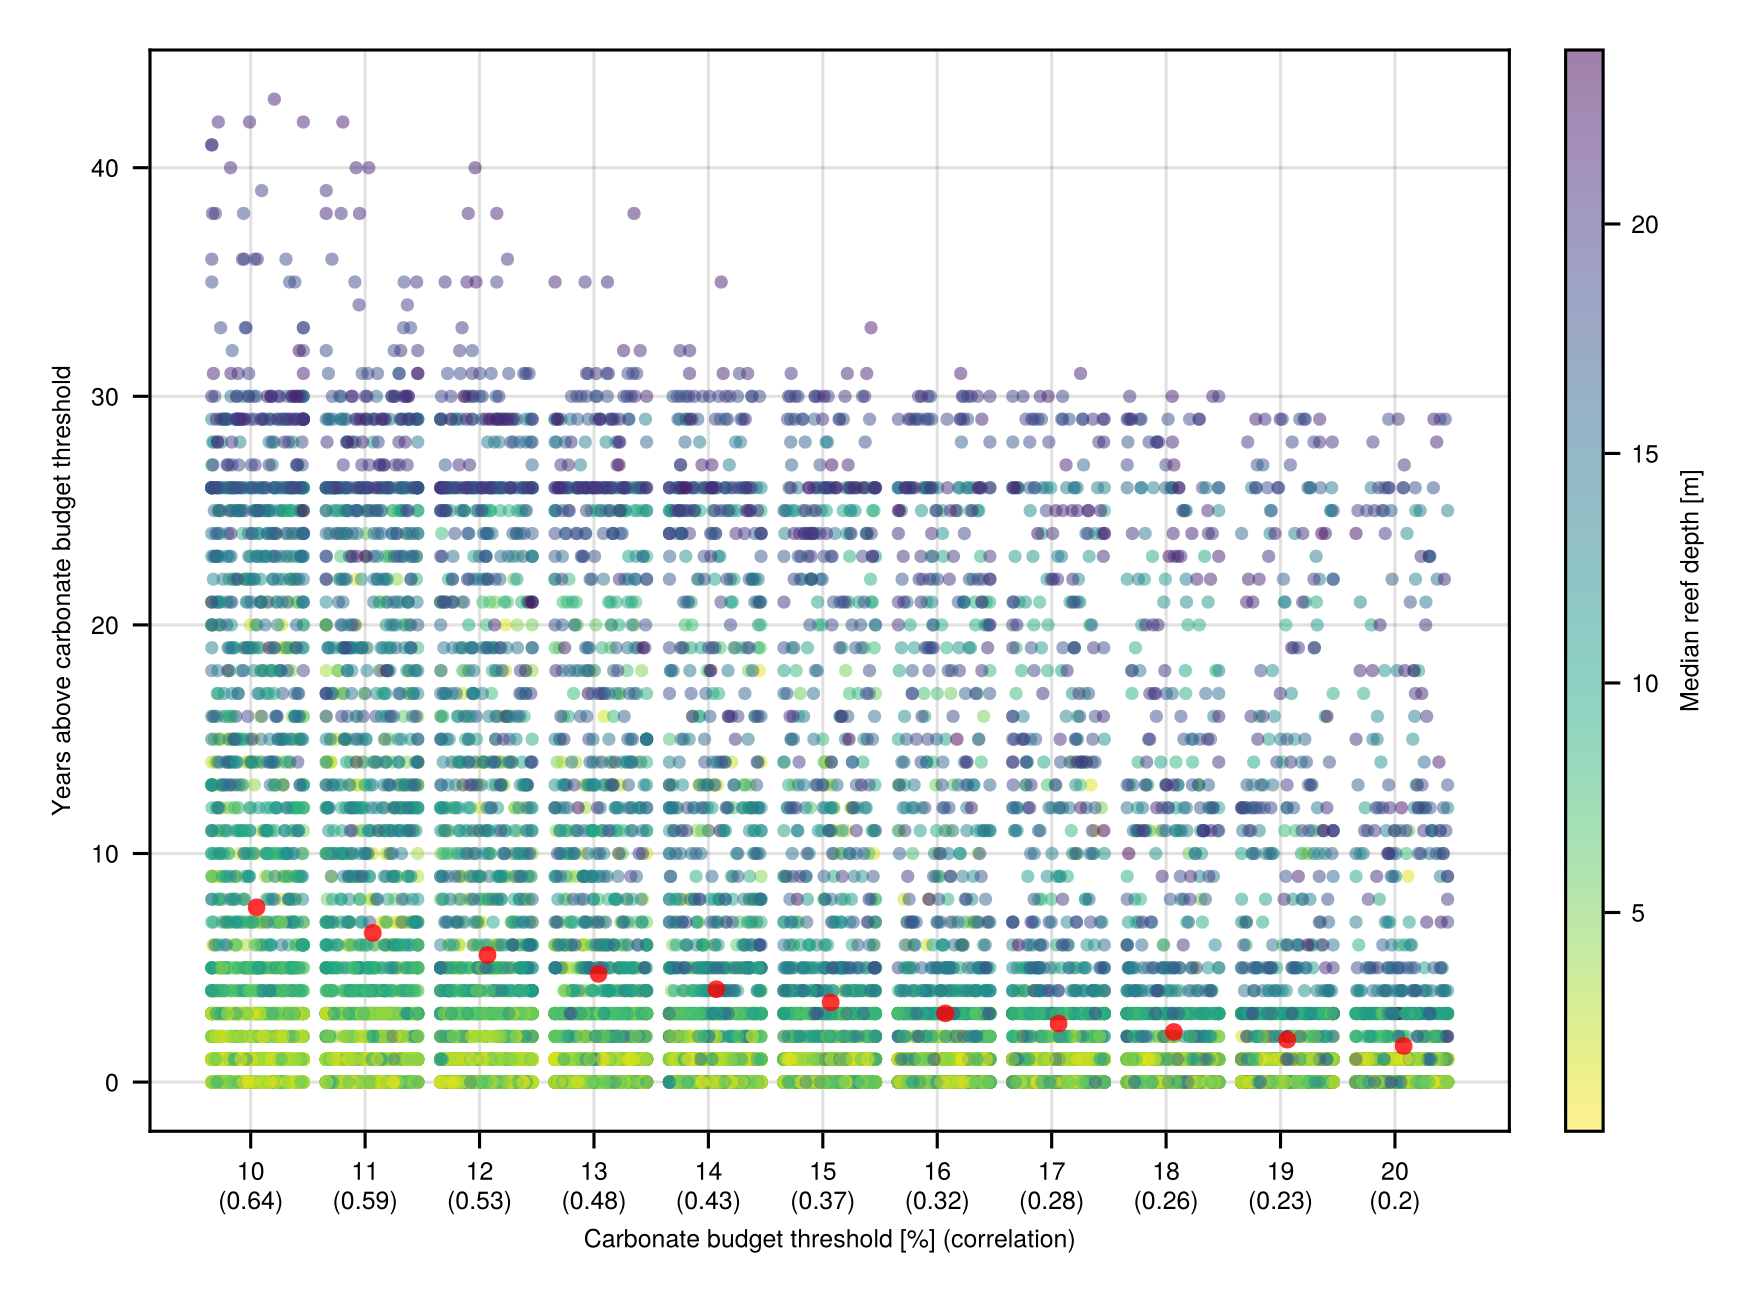 40
30
20
10
0
Years above carbonate budget threshold
10 11 12 13 14 15 16 17 18 19 20
(0.64) (0.59) (0.53) (0.48) (0.43) (0.37) (0.32) (0.28) (0.26) (0.23) (0.2)
Carbonate budget threshold [%] (correlation)
20
15
10
5
Median reef depth [m]